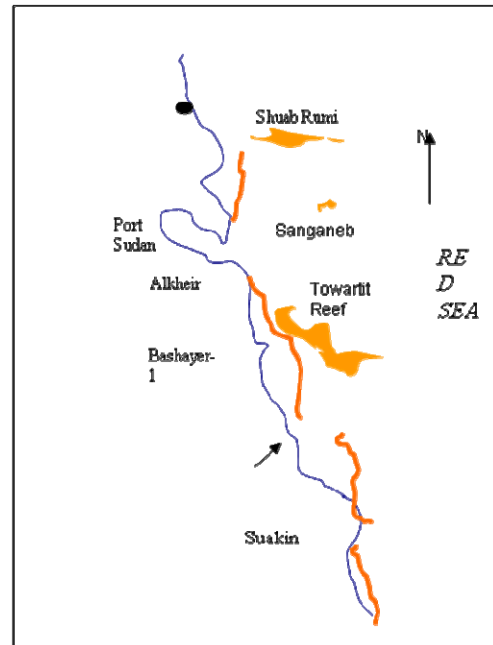 Shuab Rumi
N
Port
Sudan
Sanganeb
RE
D
SEA
Alkheir
Towartit
Reef
Bashayer-
1
Suakin